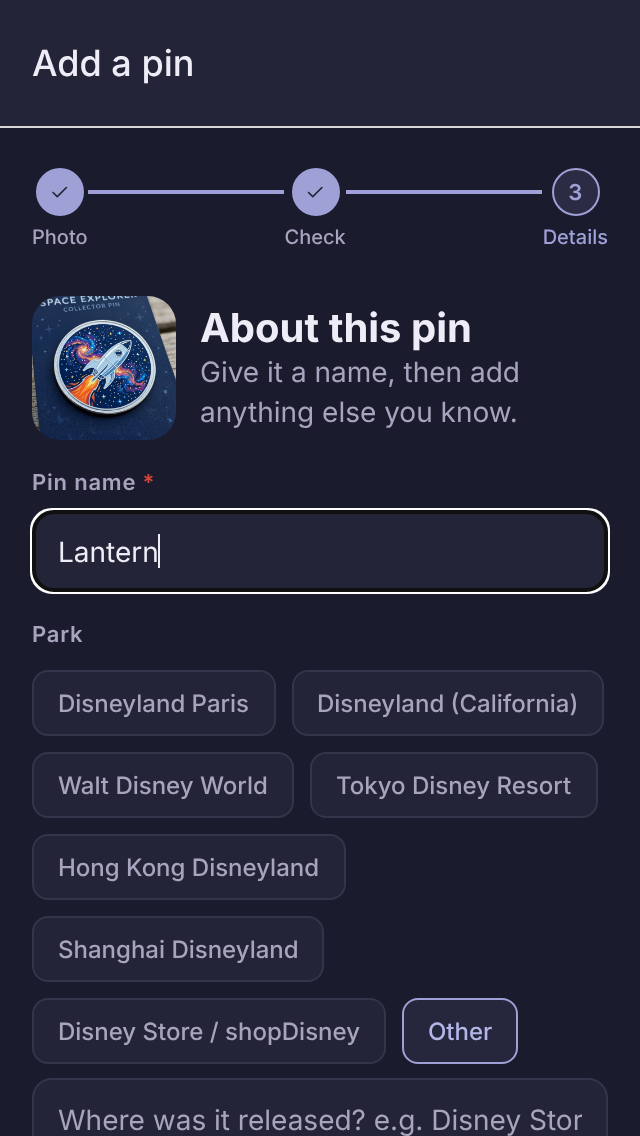 Add a pin
3
Photo
Check
Details
SPACE EXPLORER
COLLECTOR PIN
About this pin
Give it a name, then add
anything else you know.
Pin name *
Lantern
Park
Disneyland Paris
Disneyland (California)
Walt Disney World
Tokyo Disney Resort
Hong Kong Disneyland
Shanghai Disneyland
Disney Store / shopDisney
Other
Where was it released? e.g. Disney Stor